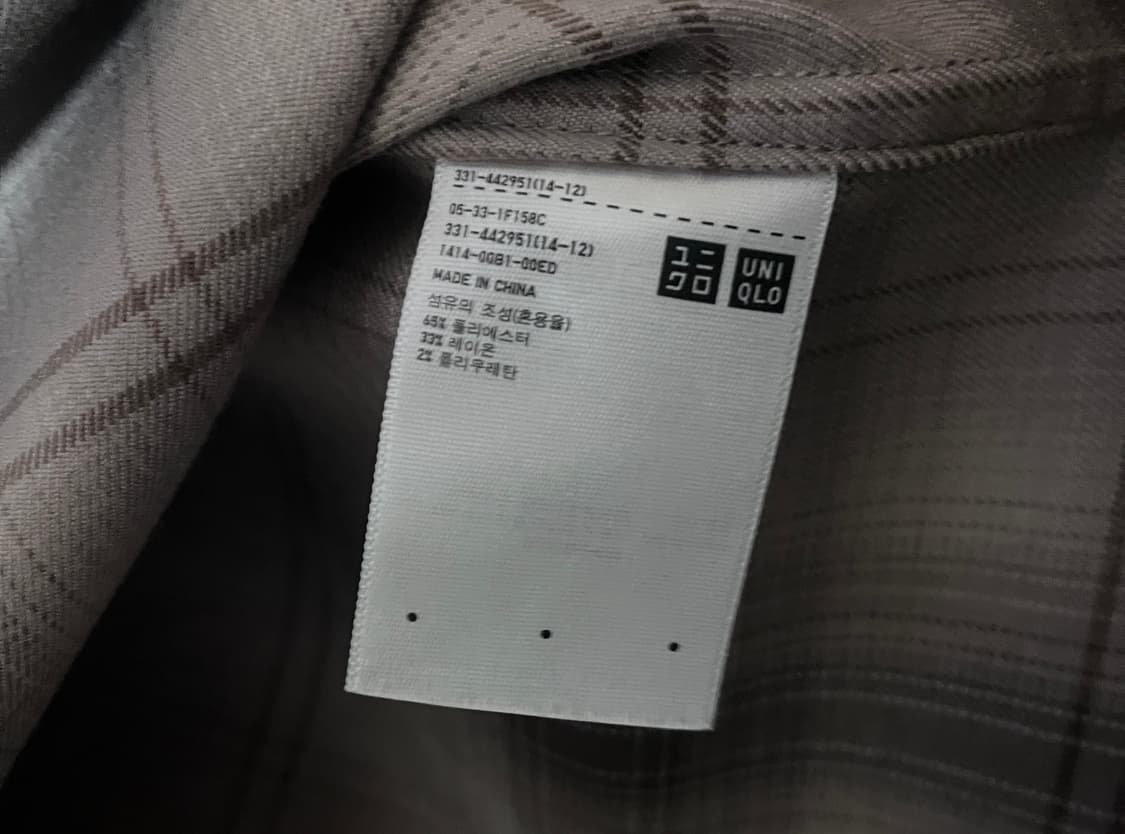 331-442951(14-12)
05-33-1F158C
331-442951(14-12)
1414-0081-00ED
MADE IN CHINA
섬유의 조성(혼용율)
65% 폴리에스터
33% 레이온
2% 폴리우레탄
ユニ
クロ
UNI
QLO